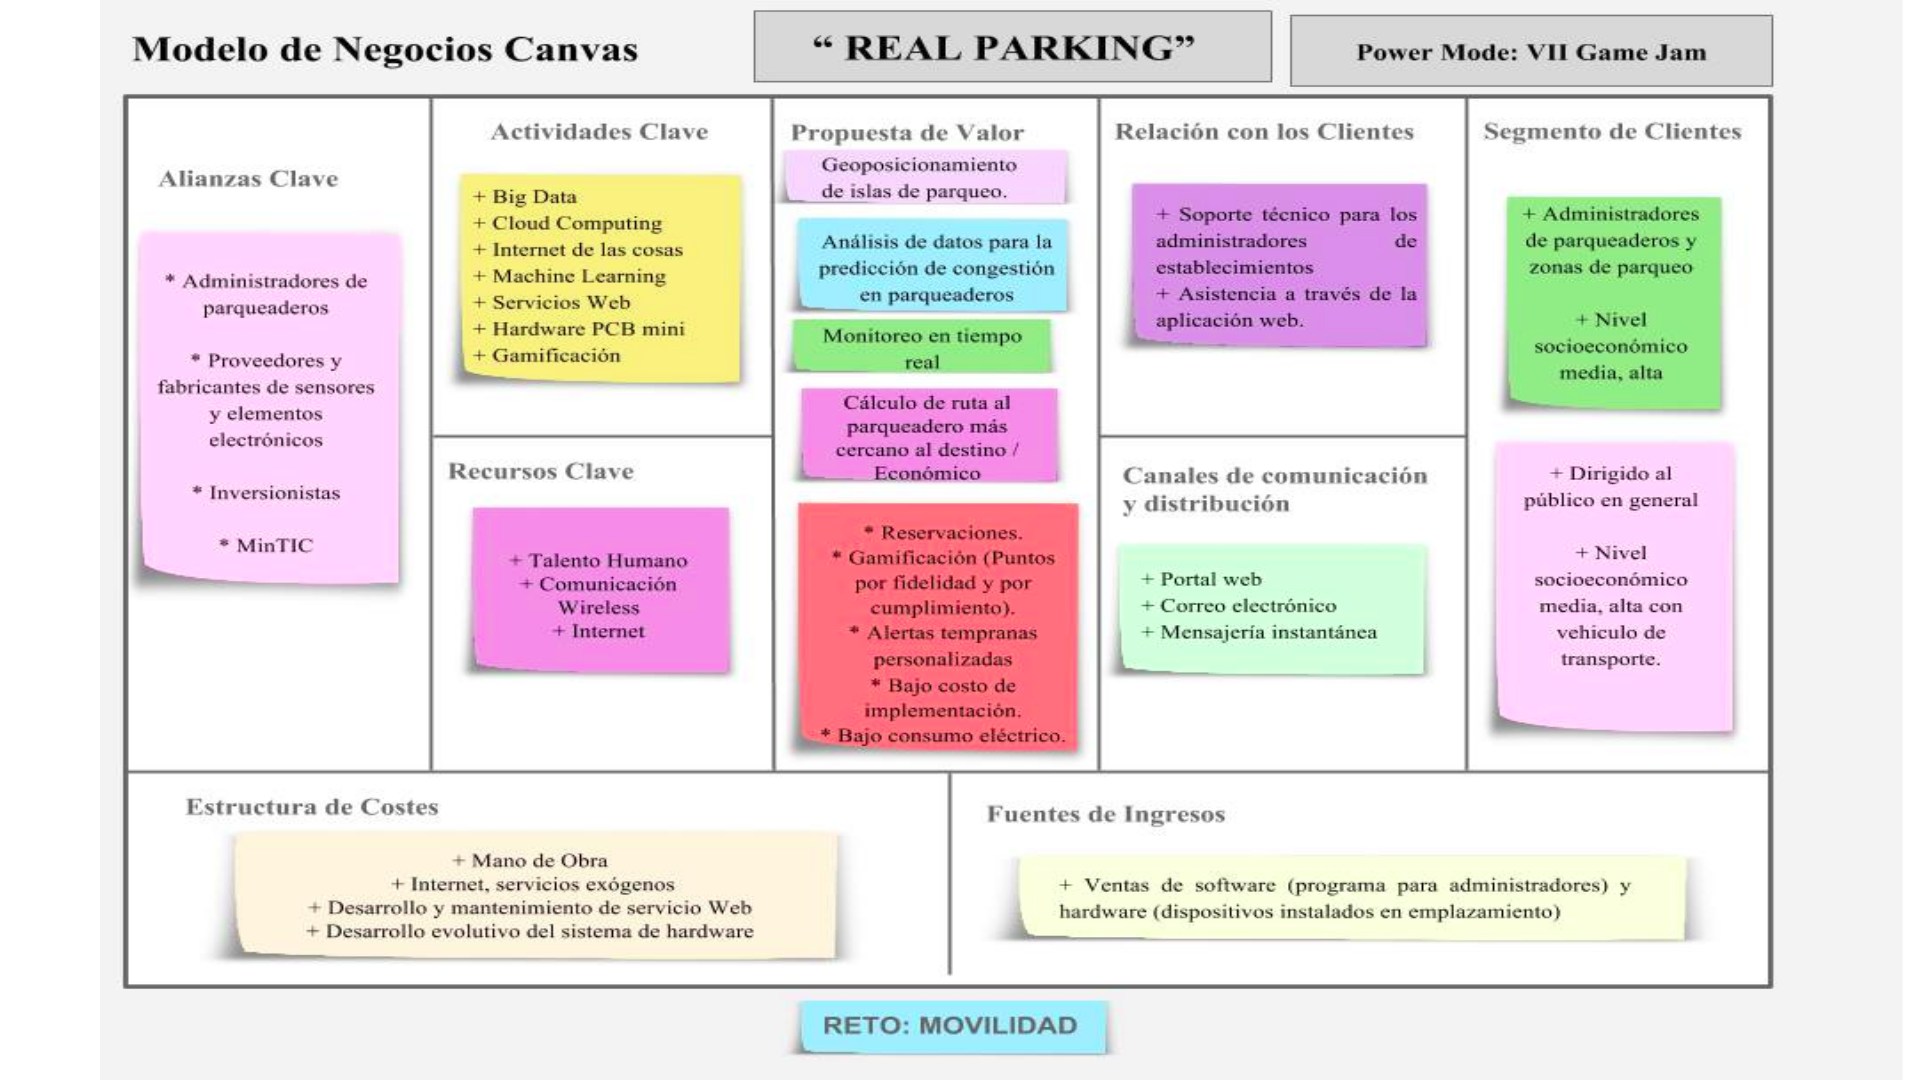 Modelo de Negocios Canvas
“ REAL PARKING”
Power Mode: VII Game Jam
Alianzas Clave
* Administradores de
parqueaderos
* Proveedores y
fabricantes de sensores
y elementos
electrónicos
* Inversionistas
* MinTIC
Actividades Clave
+ Big Data
+ Cloud Computing
+ Internet de las cosas
+ Machine Learning
+ Servicios Web
+ Hardware PCB mini
+ Gamificación
Recursos Clave
+ Talento Humano
+ Comunicación
Wireless
+ Internet
Propuesta de Valor
Geoposicionamiento
de islas de parqueo.
Análisis de datos para la
predicción de congestión
en parqueaderos
Monitoreo en tiempo
real
Cálculo de ruta al
parqueadero más
cercano al destino /
Económico
* Reservaciones.
* Gamificación (Puntos
por fidelidad y por
cumplimiento).
* Alertas tempranas
personalizadas
* Bajo costo de
implementación.
* Bajo consumo eléctrico.
Relación con los Clientes
+ Soporte técnico para los
administradores de
establecimientos
+ Asistencia a través de la
aplicación web.
Canales de comunicación
y distribución
+ Portal web
+ Correo electrónico
+ Mensajería instantánea
Segmento de Clientes
+ Administradores
de parqueaderos y
zonas de parqueo
+ Nivel
socioeconómico
media, alta
+ Dirigido al
público en general
+ Nivel
socioeconómico
media, alta con
vehiculo de
transporte.
Estructura de Costes
+ Mano de Obra
+ Internet, servicios exógenos
+ Desarrollo y mantenimiento de servicio Web
+ Desarrollo evolutivo del sistema de hardware
Fuentes de Ingresos
+ Ventas de software (programa para administradores) y
hardware (dispositivos instalados en emplazamiento)
RETO: MOVILIDAD